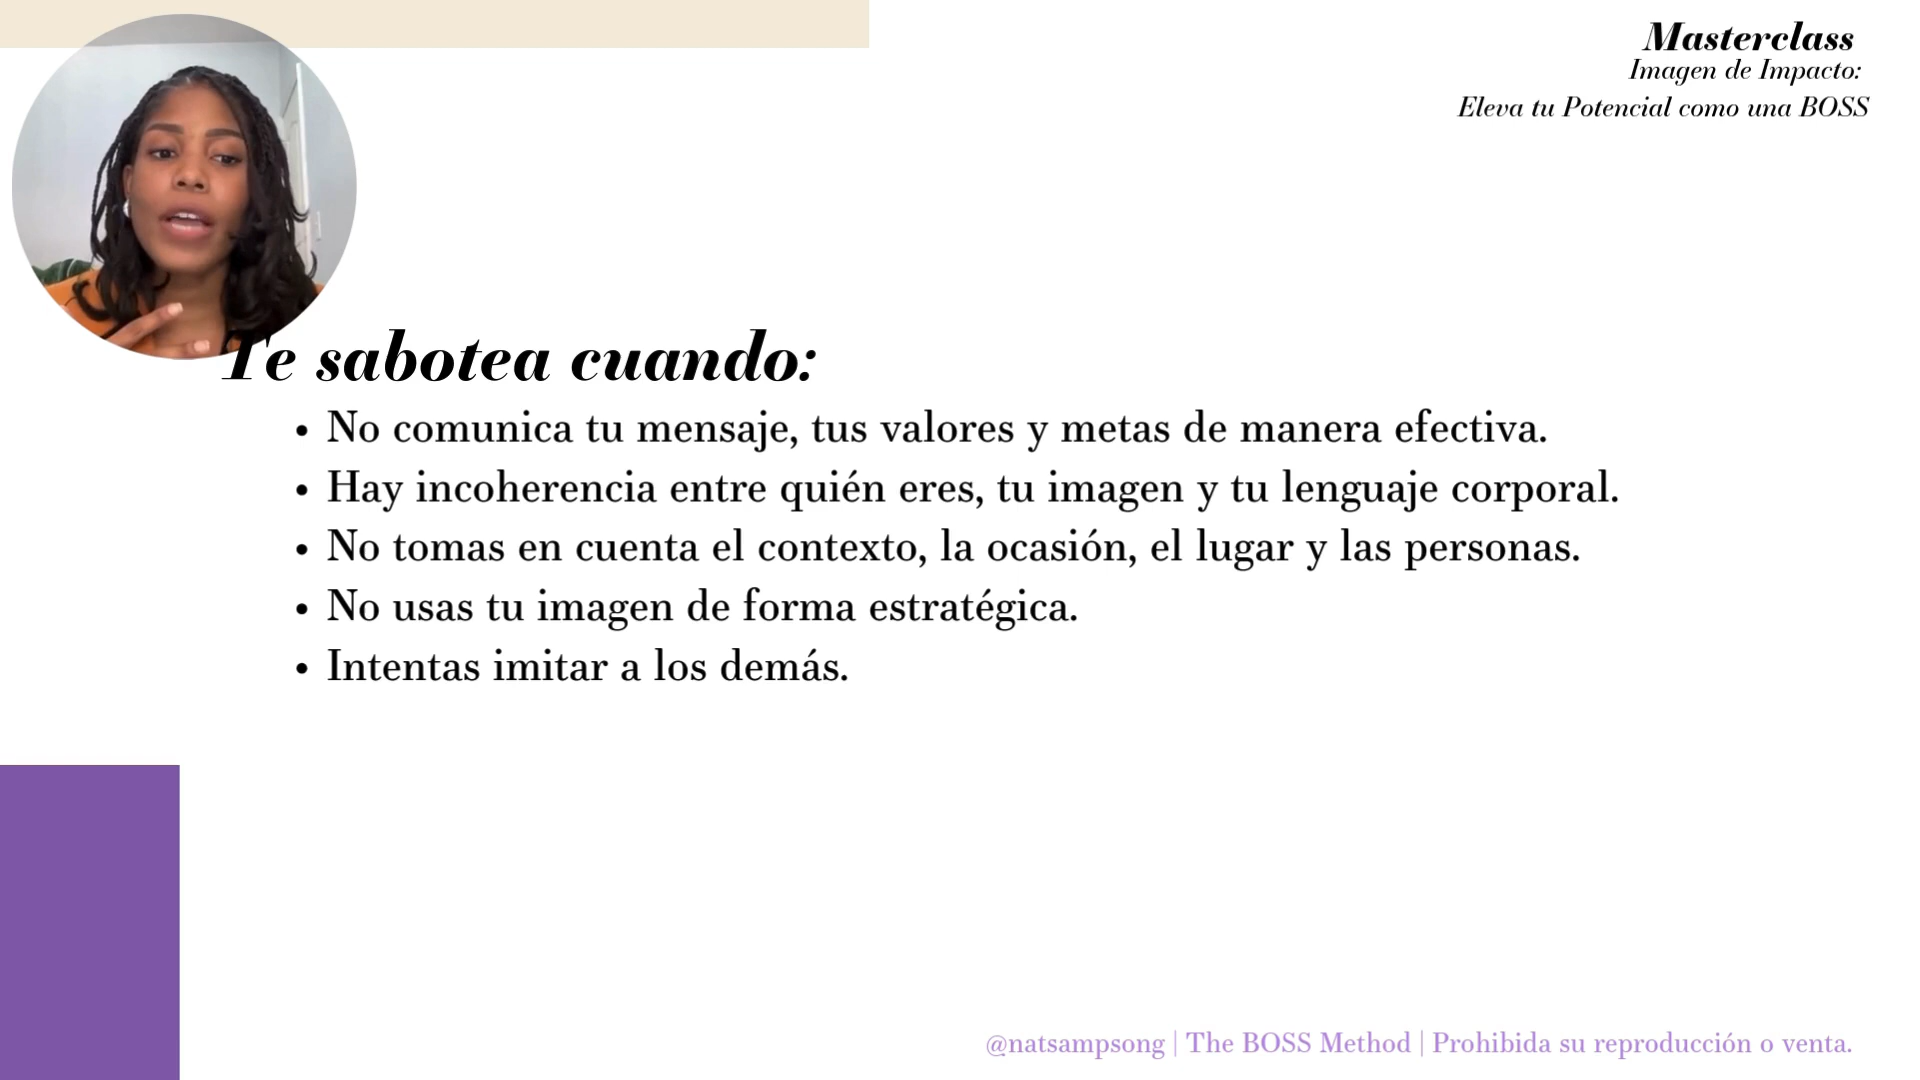 Masterclass
Imagen de Impacto:
Eleva tu Potencial como una BOSS
Te sabotea cuando:
• No comunica tu mensaje, tus valores y metas de manera efectiva.
• Hay incoherencia entre quién eres, tu imagen y tu lenguaje corporal.
• No tomas en cuenta el contexto, la ocasión, el lugar y las personas.
• No usas tu imagen de forma estratégica.
• Intentas imitar a los demás.
@natsampsong | The BOSS Method | Prohibida su reproducción o venta.